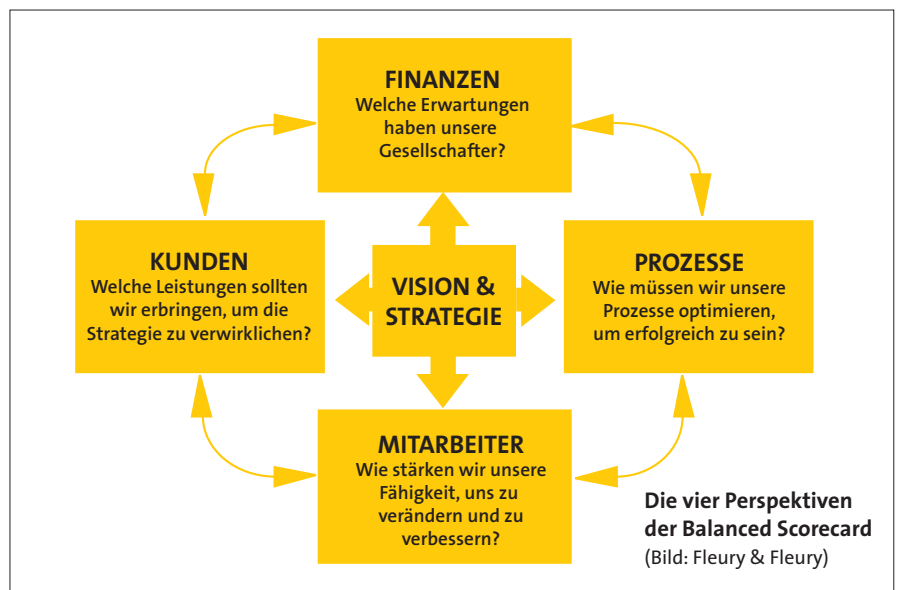 FINANZEN
Welche Erwartungen
haben unsere
Gesellschafter?
KUNDEN
Welche Leistungen sollten
wir erbringen, um die
Strategie zu verwirklichen?
VISION &
STRATEGIE
PROZESSE
Wie müssen wir unsere
Prozesse optimieren,
um erfolgreich zu sein?
MITARBEITER
Wie stärken wir unsere
Fähigkeit, uns zu
verändern und zu
verbessern?
Die vier Perspektiven
der Balanced Scorecard
(Bild: Fleury & Fleury)